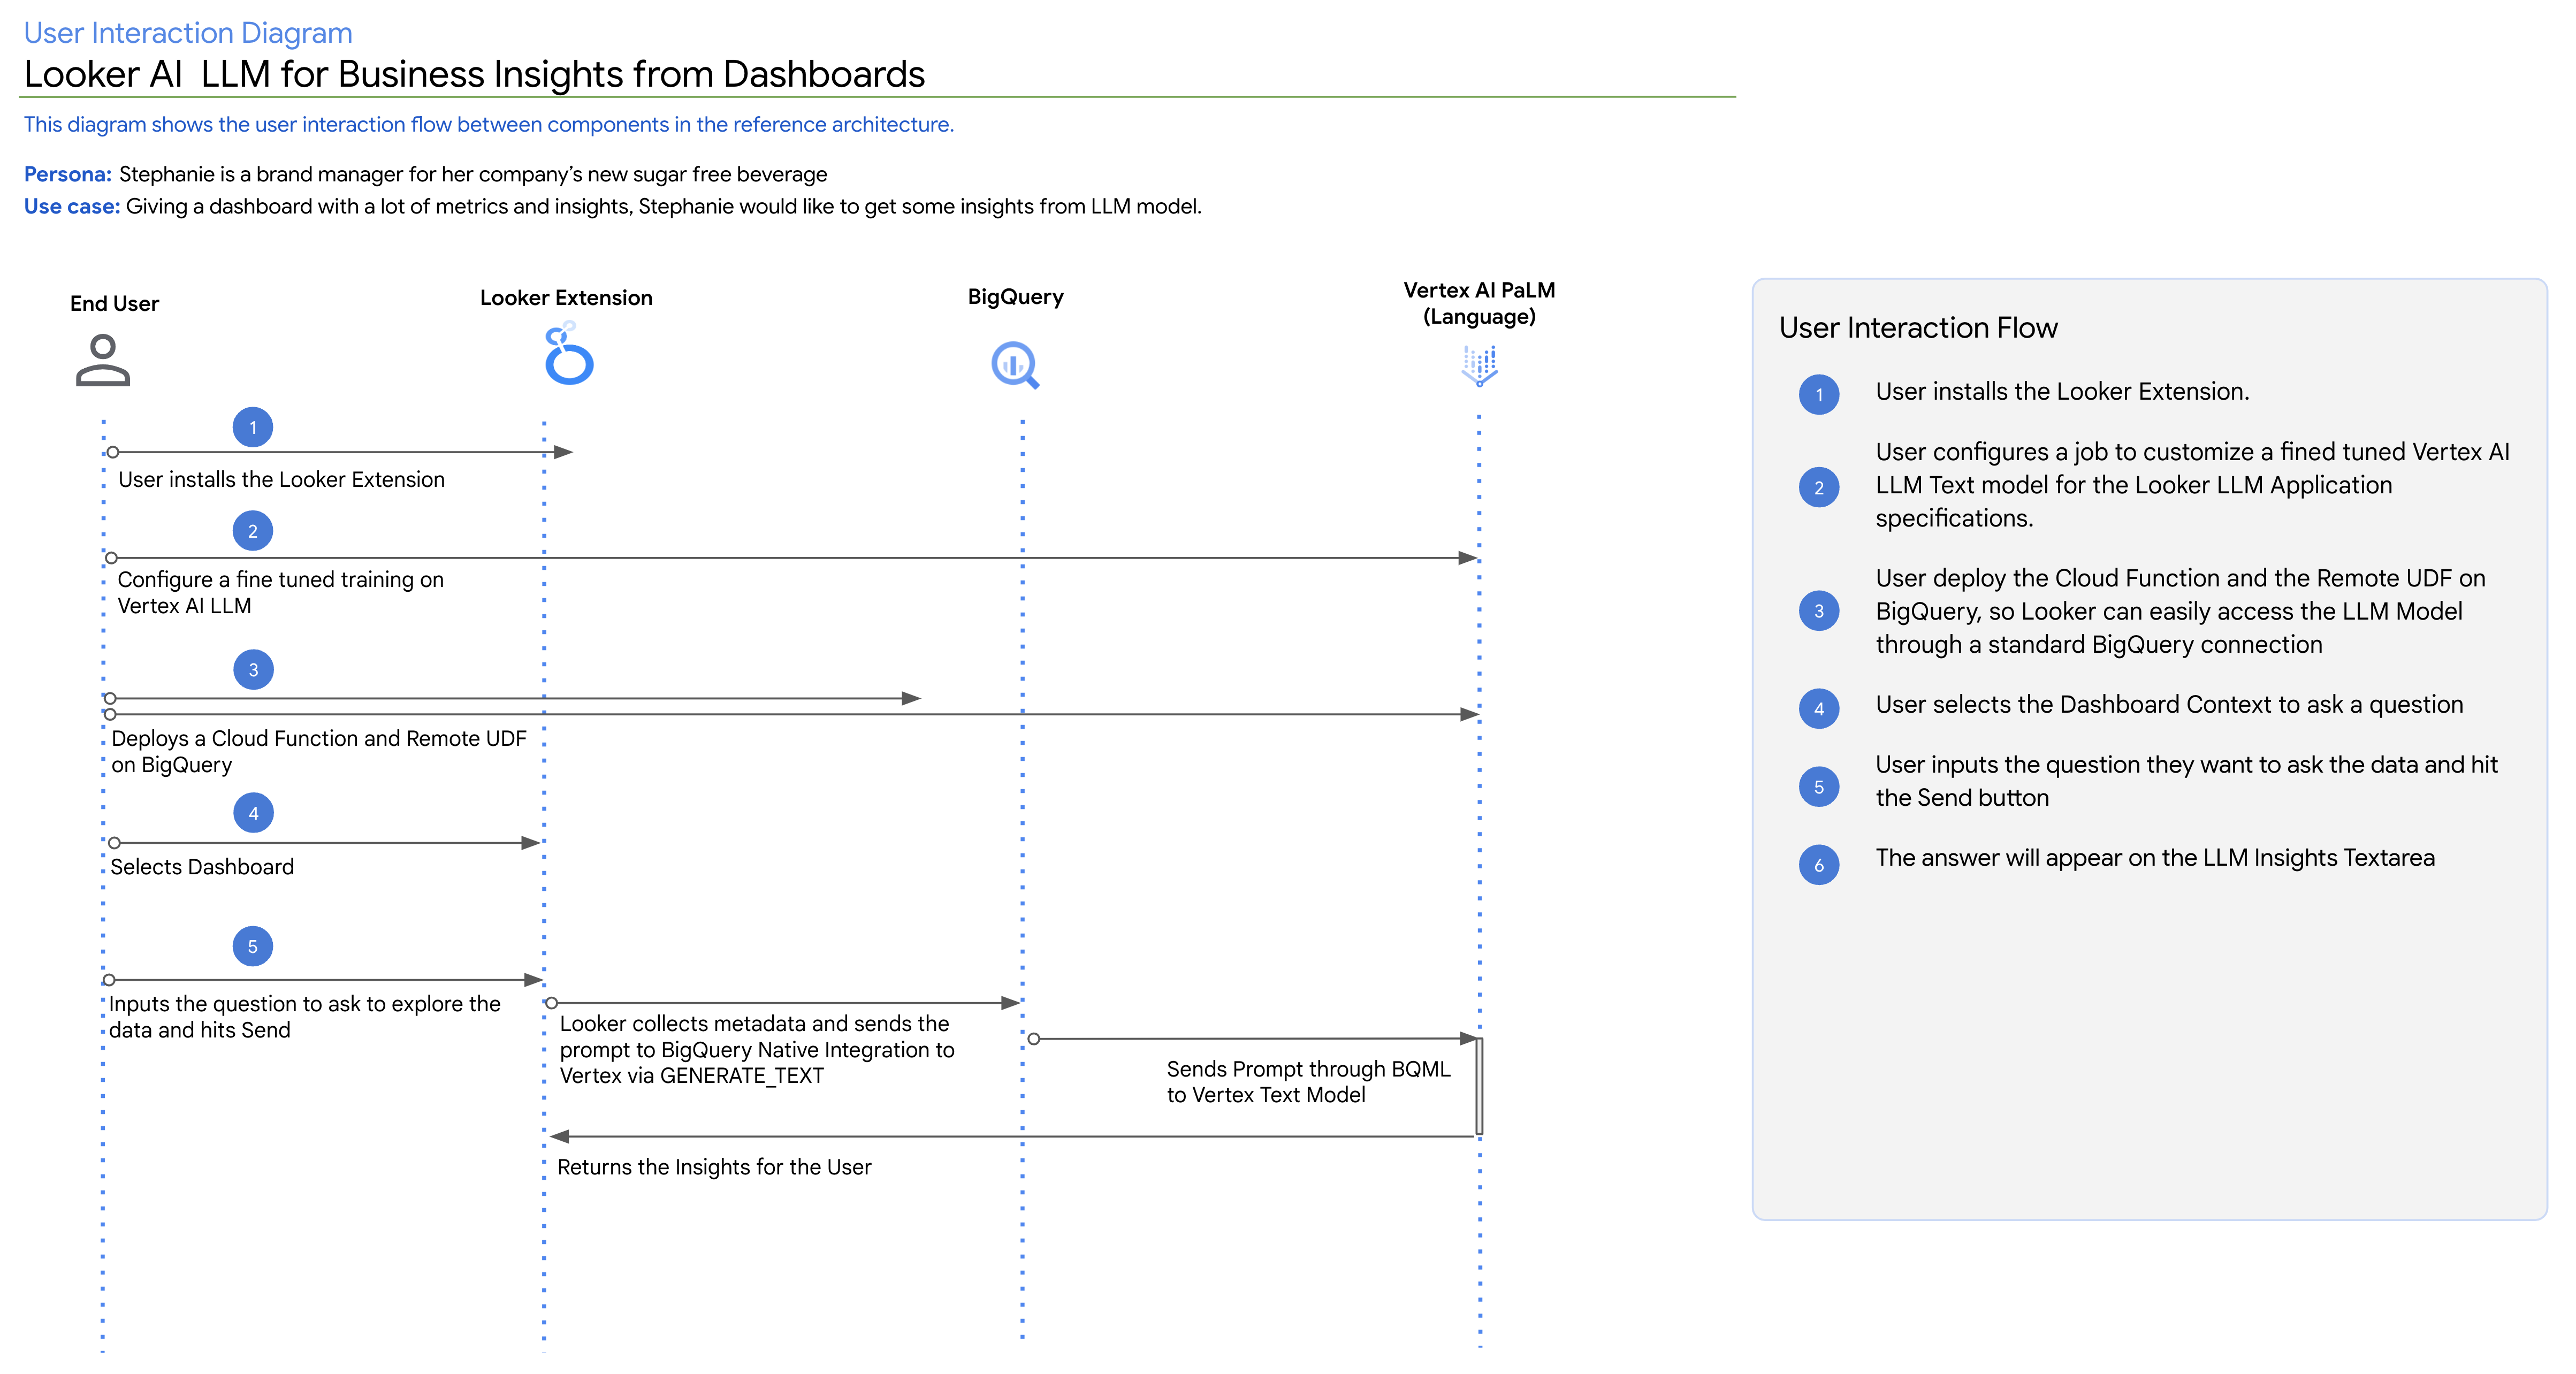 User Interaction Diagram
Looker AI  LLM for Business Insights from Dashboards
This diagram shows the user interaction flow between components in the reference architecture.
Persona: Stephanie is a brand manager for her company’s new sugar free beverage
Use case: Giving a dashboard with a lot of metrics and insights, Stephanie would like to get some insights from LLM model.
End User
Looker Extension
BigQuery
Vertex AI PaLM
(Language)
1
User installs the Looker Extension
2
Configure a fine tuned training on
Vertex AI LLM
3
Deploys a Cloud Function and Remote UDF
on BigQuery
4
Selects Dashboard
5
Inputs the question to ask to explore the
data and hits Send
Looker collects metadata and sends the
prompt to BigQuery Native Integration to
Vertex via GENERATE_TEXT
Sends Prompt through BQML
to Vertex Text Model
Returns the Insights for the User
User Interaction Flow
1
User installs the Looker Extension.
2
User configures a job to customize a fined tuned Vertex AI
LLM Text model for the Looker LLM Application
specifications.
3
User deploy the Cloud Function and the Remote UDF on
BigQuery, so Looker can easily access the LLM Model
through a standard BigQuery connection
4
User selects the Dashboard Context to ask a question
5
User inputs the question they want to ask the data and hit
the Send button
6
The answer will appear on the LLM Insights Textarea